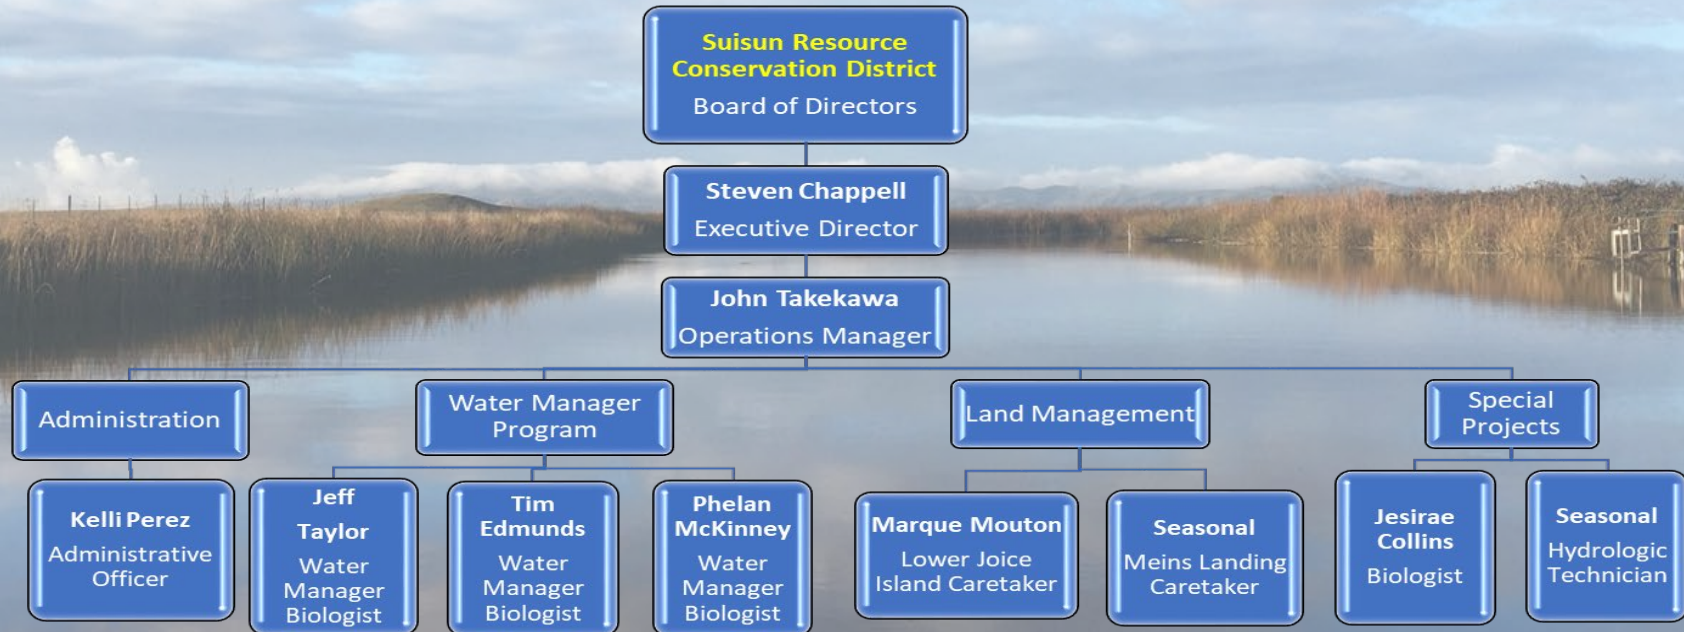 Suisun Resource
Conservation District
Board of Directors
Steven Chappell
Executive Director
John Takekawa
Operations Manager
Administration
Water Manager
Program
Land Management
Special
Projects
Kelli Perez
Administrative
Officer
Jeff
Taylor
Water
Manager
Biologist
Tim
Edmunds
Water
Manager
Biologist
Phelan
McKinney
Water
Manager
Biologist
Marque Mouton
Lower Joice
Island Caretaker
Seasonal
Meins Landing
Caretaker
Jesirae
Collins
Biologist
Seasonal
Hydrologic
Technician